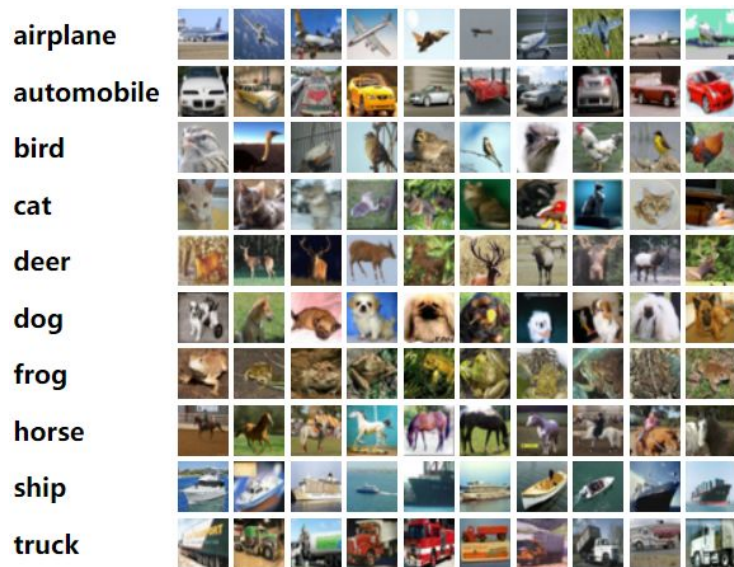 airplane
automobile
bird
cat
deer
dog
frog
horse
ship
truck